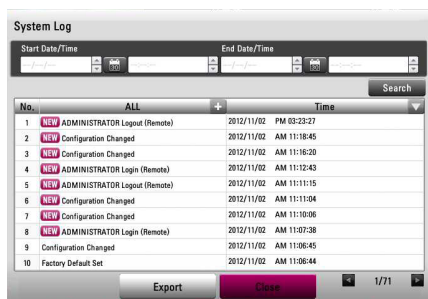 System Log
Start Date/Time End Date/Time
--/--/-- --:--:-- --/--/-- --:--:--
Search
No. ALL + Time
1 NEW ADMINISTRATOR Logout (Remote) 2012/11/02 PM 03:23:27
2 NEW Configuration Changed 2012/11/02 AM 11:18:45
3 NEW Configuration Changed 2012/11/02 AM 11:16:20
4 NEW ADMINISTRATOR Login (Remote) 2012/11/02 AM 11:12:43
5 NEW ADMINISTRATOR Logout (Remote) 2012/11/02 AM 11:11:15
6 NEW Configuration Changed 2012/11/02 AM 11:11:04
7 NEW Configuration Changed 2012/11/02 AM 11:10:06
8 NEW ADMINISTRATOR Login (Remote) 2012/11/02 AM 11:07:38
9 Configuration Changed 2012/11/02 AM 11:06:45
10 Factory Default Set 2012/11/02 AM 11:06:44
Export Close 1/71